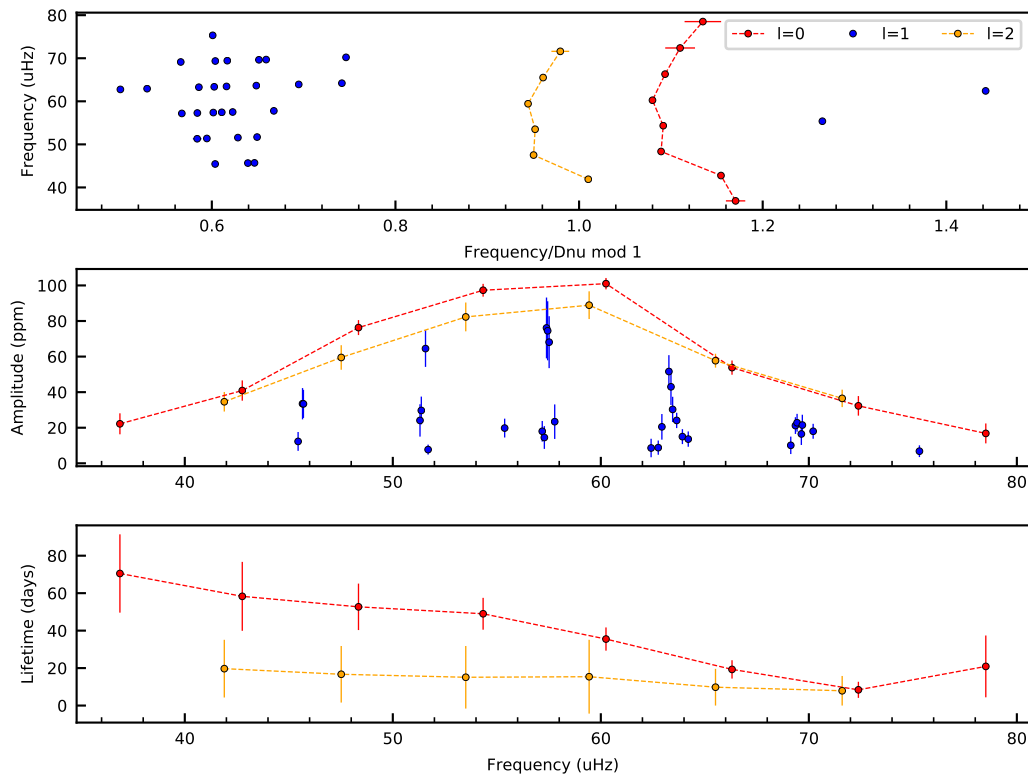 80
70
60
50
40
Frequency (uHz)
l=0 l=1 l=2
0.6 0.8 1.0 1.2 1.4
Frequency/Dnu mod 1
100
80
60
40
20
0
Amplitude (ppm)
40 50 60 70 80
80
60
40
20
0
Lifetime (days)
40 50 60 70 80
Frequency (uHz)